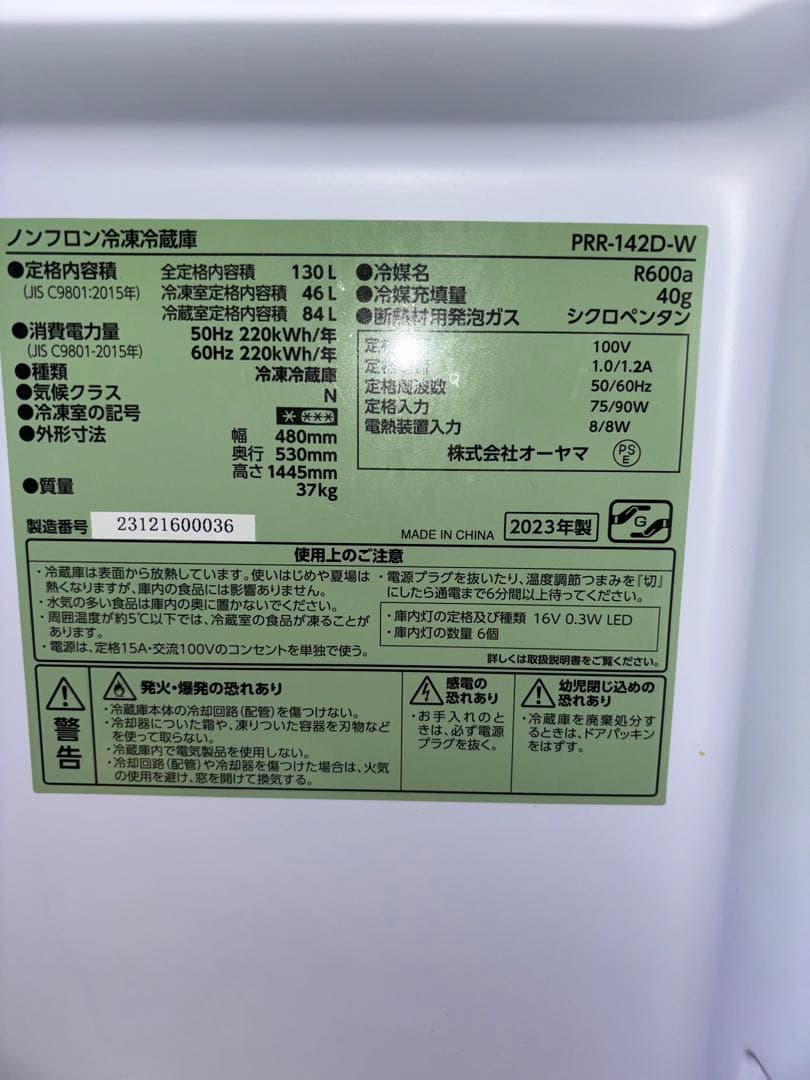 ノンフロン冷凍冷蔵庫 PRR-142D-W
●定格内容積 全定格内容積 130 L
(JIS C9801:2015年) 冷凍室定格内容積 46 L
冷蔵室定格内容積 84 L
●消費電力量 50Hz 220kWh/年
(JIS C9801-2015年) 60Hz 220kWh/年
●種類 冷凍冷蔵庫
●気候クラス N
●冷凍室の記号
●外形寸法 幅 480mm
奥行 530mm
高さ 1445mm
●質量 37kg
●冷媒名 R600a
●冷媒充填量 40g
●断熱材用発泡ガス シクロペンタン
100V
1.0/1.2A
定格周波数 50/60Hz
定格入力 75/90W
電熱装置入力 8/8W
株式会社オーヤマ PSE
製造番号 23121600036
MADE IN CHINA 2023年製 G
使用上のご注意
・冷蔵庫は表面から放熱しています。使いはじめや夏場は
熱くなりますが、庫内の食品には影響ありません。
・水気の多い食品は庫内の奥に置かないでください。
・周囲温度が約5℃以下では、冷蔵室の食品が凍ることが
あります。
・電源は、定格15A・交流100Vのコンセントを単独で使う。
・電源プラグを抜いたり、温度調節つまみを『切』
にしたら通電まで6分間以上待ってください。
・庫内灯の定格及び種類 16V 0.3W LED
・庫内灯の数量 6個
詳しくは取扱説明書をご覧ください。
警告
発火・爆発の恐れあり
・冷蔵庫本体の冷却回路(配管)を傷つけない。
・冷却器についた霜や、凍りついた容器を刃物など
を使って取らない。
・冷蔵庫内で電気製品を使用しない。
・冷却回路(配管)や冷却器を傷つけた場合は、火気
の使用を避け、窓を開けて換気する。
感電の
恐れあり
・お手入れのと
きは、必ず電源
プラグを抜く。
幼児閉じ込めの
恐れあり
・冷蔵庫を廃棄処分す
るときは、ドアパッキン
をはずす。